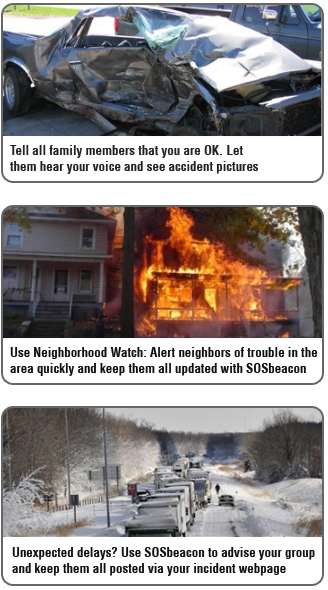 Tell all family members that you are OK. Let
them hear your voice and see accident pictures
Use Neighborhood Watch: Alert neighbors of trouble in the
area quickly and keep them all updated with SOSbeacon
Unexpected delays? Use SOSbeacon to advise your group
and keep them all posted via your incident webpage